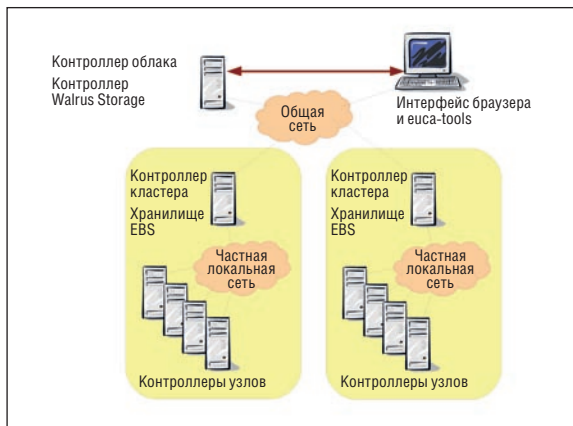 Контроллер облака
Контроллер
Walrus Storage
Общая
сеть
Интерфейс браузера
и euca-tools
Контроллер
кластера
Хранилище
EBS
Частная
локальная
сеть
Контроллеры узлов
Контроллер
кластера
Хранилище
EBS
Частная
локальная
сеть
Контроллеры узлов